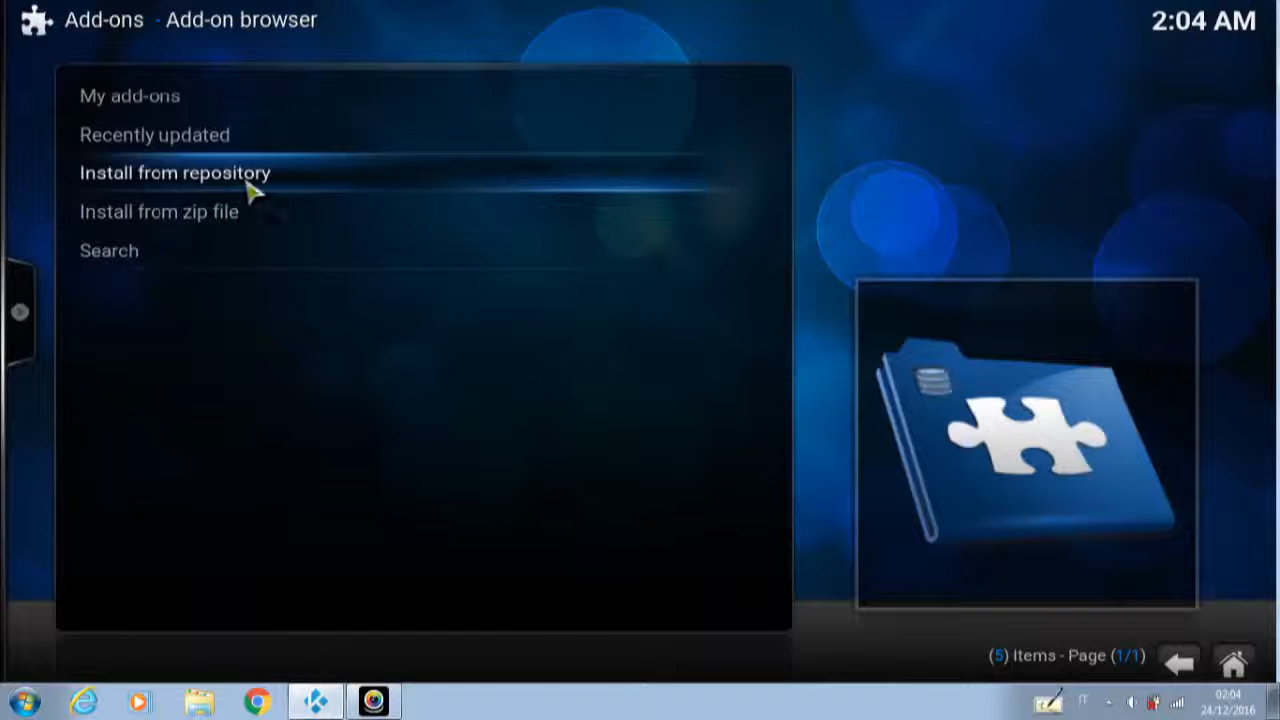 Add-ons - Add-on browser
2:04 AM
My add-ons
Recently updated
Install from repository
Install from zip file
Search
(5) Items - Page (1/1)
IT
02:04
24/12/2016